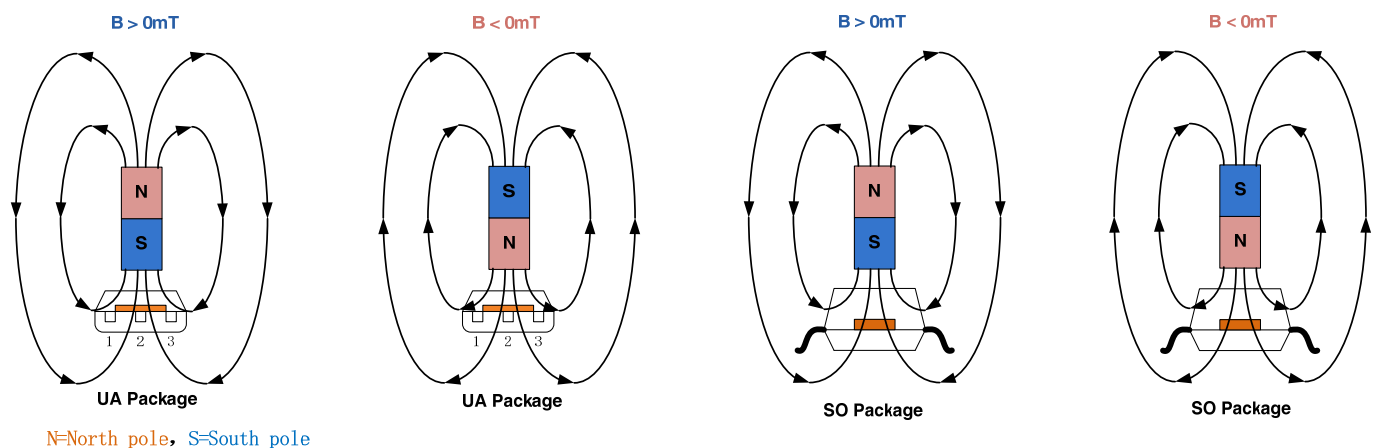 B > 0mT
B < 0mT
B > 0mT
B < 0mT
N
S
S
N
N
S
S
N
1 2 3
1 2 3
UA Package
UA Package
SO Package
SO Package
N=North pole, S=South pole